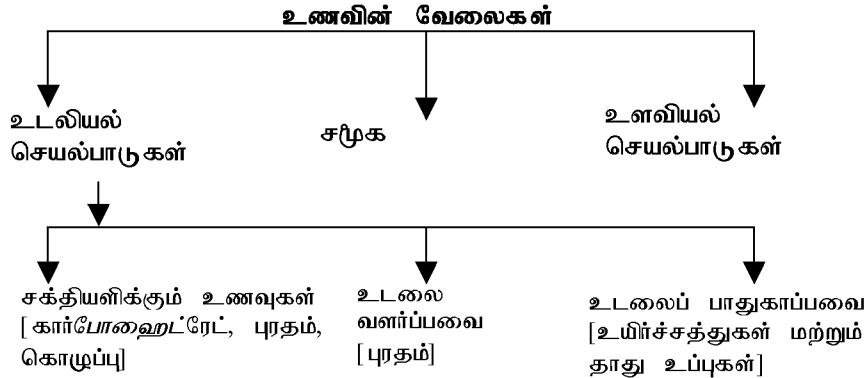 உணவின் வேலைகள்
உடலியல்
செயல்பாடுகள்
சமூக
உளவியல்
செயல்பாடுகள்
சக்தியளிக்கும் உணவுகள்
[கார்போஹைட்ரேட், புரதம்,
கொழுப்பு]
உடலை
வளர்ப்பவை
[புரதம்]
உடலைப் பாதுகாப்பவை
[உயிர்ச்சத்துகள் மற்றும்
தாது உப்புகள்]